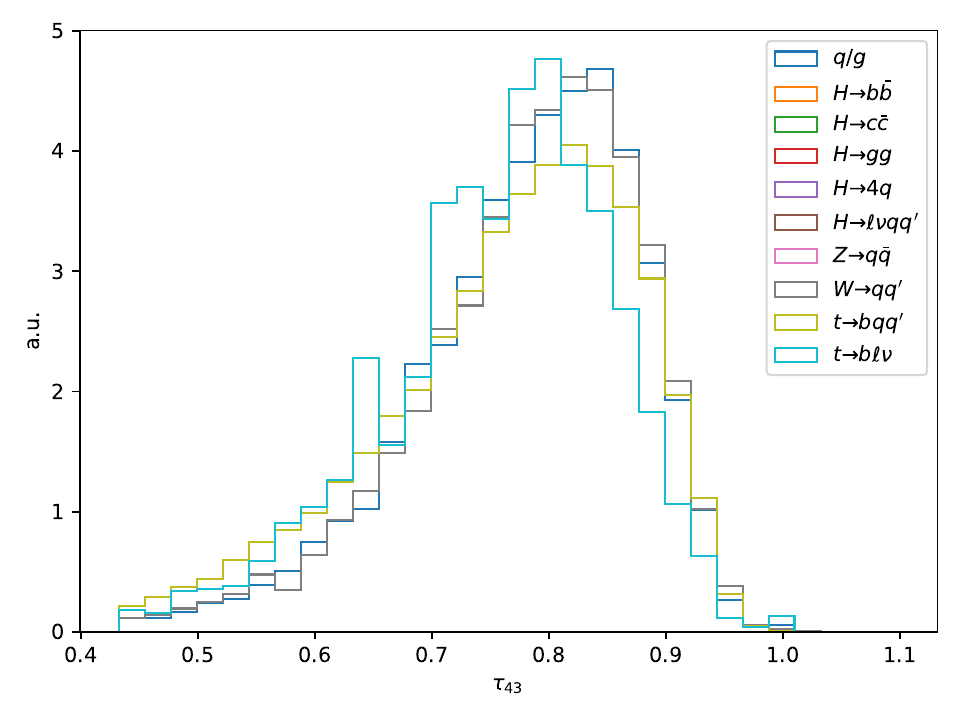 5
4
3
2
1
0
a.u.
0.4 0.5 0.6 0.7 0.8 0.9 1.0 1.1
τ₄₃
q/g
H→bb̄
H→cc̄
H→gg
H→4q
H→ℓνqq′
Z→qq̄
W→qq′
t→bqq′
t→bℓν